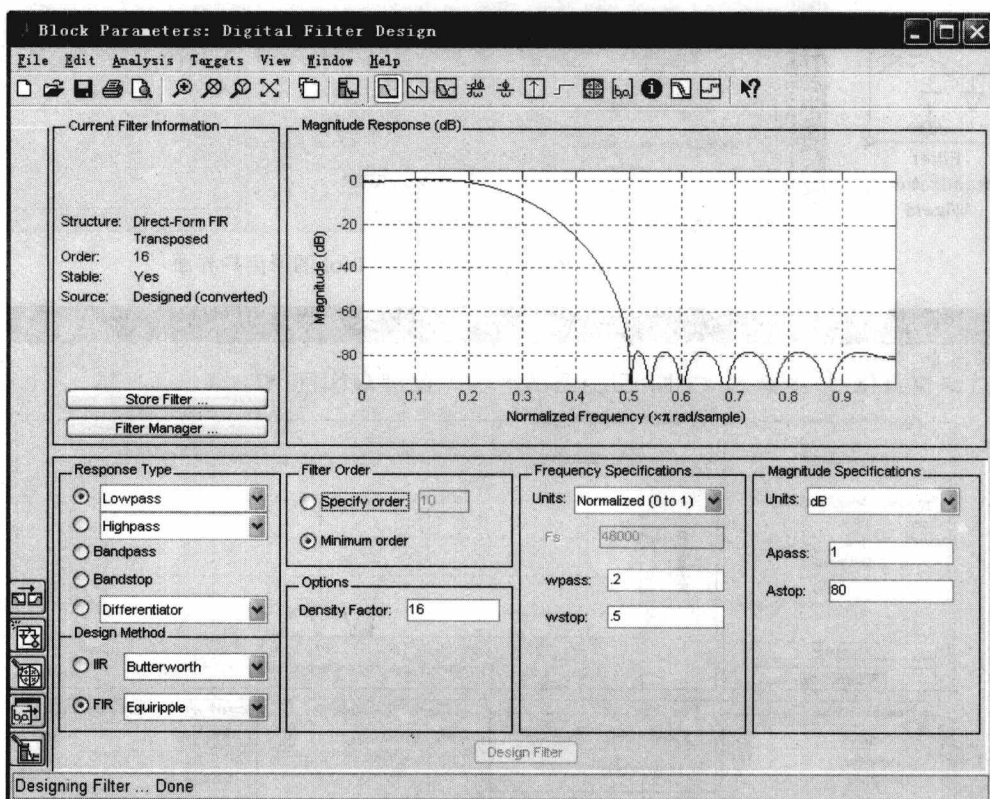 Block Parameters: Digital Filter Design
File Edit Analysis Targets View Window Help
Current Filter Information
Structure: Direct-Form FIR
Transposed
Order: 16
Stable: Yes
Source: Designed (converted)
Store Filter ...
Filter Manager ...
Magnitude Response (dB)
Magnitude (dB)
0
-20
-40
-60
-80
0 0.1 0.2 0.3 0.4 0.5 0.6 0.7 0.8 0.9
Normalized Frequency (×π rad/sample)
Response Type
Lowpass
Highpass
Bandpass
Bandstop
Differentiator
Design Method
IIR Butterworth
FIR Equiripple
Filter Order
Specify order: 10
Minimum order
Options
Density Factor: 16
Frequency Specifications
Units: Normalized (0 to 1)
Fs 48000
wpass: .2
wstop: .5
Magnitude Specifications
Units: dB
Apass: 1
Astop: 80
Design Filter
Designing Filter ... Done